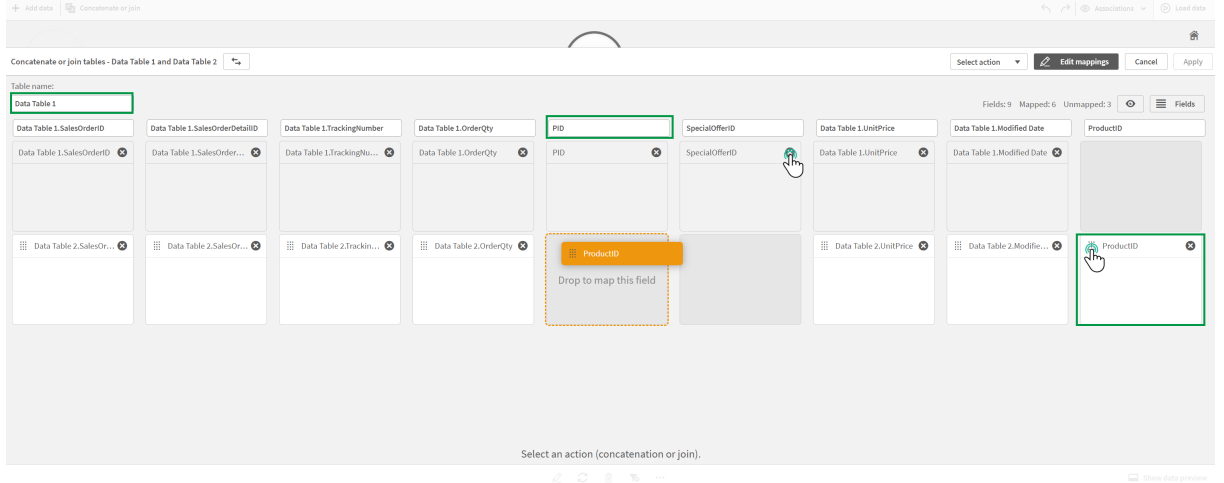 Add data Concatenate or join Associations Load data
Concatenate or join tables - Data Table 1 and Data Table 2 Select action Edit mappings Cancel Apply
Table name:
Data Table 1 Fields: 9 Mapped: 6 Unmapped: 3 Fields
Data Table 1.SalesOrderID Data Table 1.SalesOrderDetailID Data Table 1.TrackingNumber Data Table 1.OrderQty PID SpecialOfferID Data Table 1.UnitPrice Data Table 1.Modified Date ProductID
Data Table 1.SalesOrderID Data Table 1.SalesOrder... Data Table 1.TrackingNu... Data Table 1.OrderQty PID SpecialOfferID Data Table 1.UnitPrice Data Table 1.Modified Date
Data Table 2.SalesOr... Data Table 2.SalesOr... Data Table 2.Trackin... Data Table 2.OrderQty ProductID Data Table 2.UnitPrice Data Table 2.Modifie... ProductID
Drop to map this field
Select an action (concatenation or join).
Show data preview